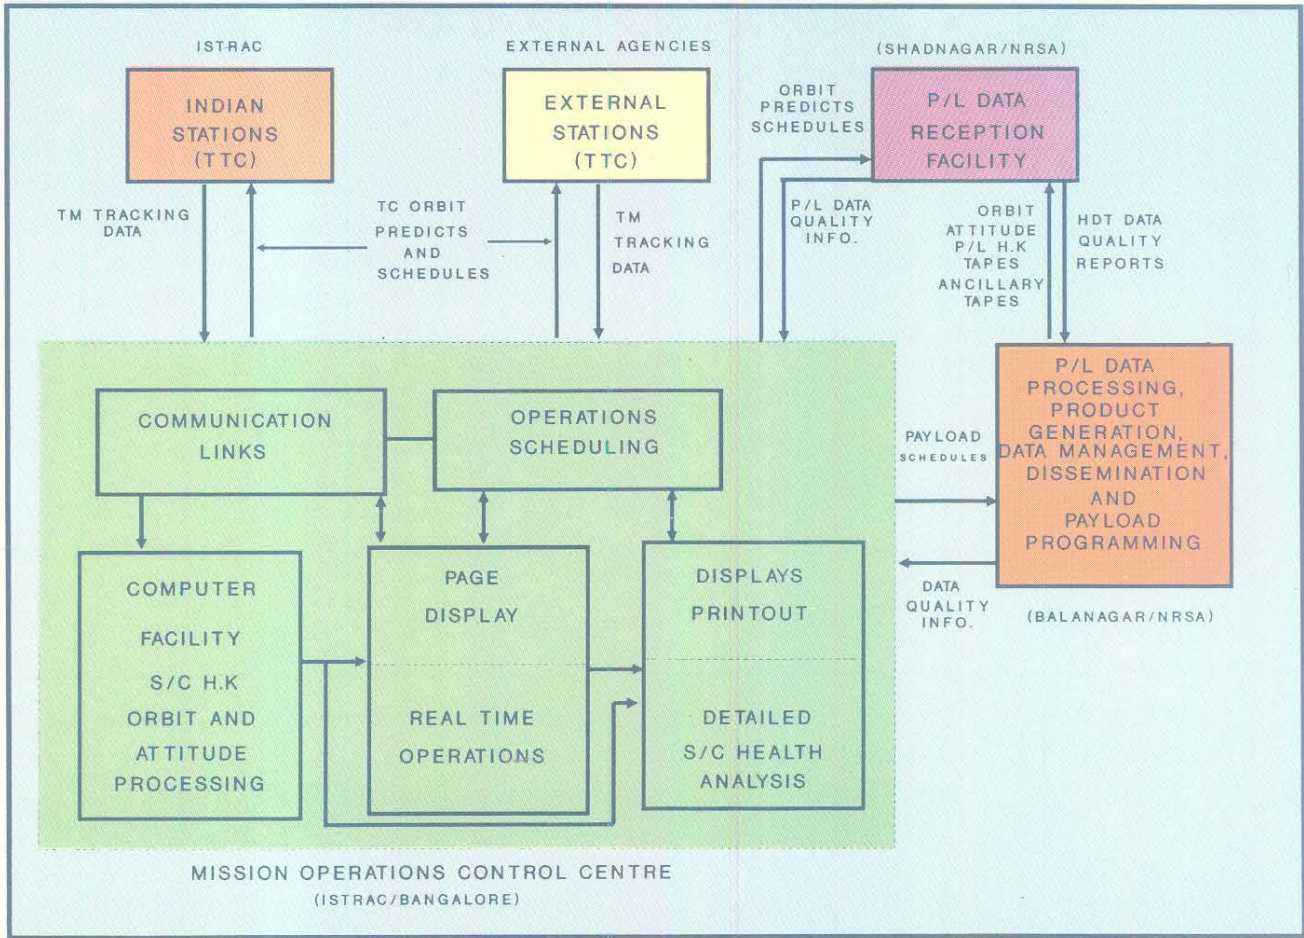 ISTRAC
INDIAN
STATIONS
(TTC)
EXTERNAL AGENCIES
EXTERNAL
STATIONS
(TTC)
(SHADNAGAR/NRSA)
P/L DATA
RECEPTION
FACILITY
ORBIT
PREDICTS
SCHEDULES
TM TRACKING
DATA
TC ORBIT
PREDICTS
AND
SCHEDULES
TM
TRACKING
DATA
P/L DATA
QUALITY
INFO.
ORBIT
ATTITUDE
P/L H.K
TAPES
ANCILLARY
TAPES
HDT DATA
QUALITY
REPORTS
COMMUNICATION
LINKS
OPERATIONS
SCHEDULING
PAYLOAD
SCHEDULES
P/L DATA
PROCESSING,
PRODUCT
GENERATION,
DATA MANAGEMENT,
DISSEMINATION
AND
PAYLOAD
PROGRAMMING
(BALANAGAR/NRSA)
DATA
QUALITY
INFO.
COMPUTER
FACILITY
S/C H.K
ORBIT AND
ATTITUDE
PROCESSING
PAGE
DISPLAY
REAL TIME
OPERATIONS
DISPLAYS
PRINTOUT
DETAILED
S/C HEALTH
ANALYSIS
MISSION OPERATIONS CONTROL CENTRE
(ISTRAC/BANGALORE)